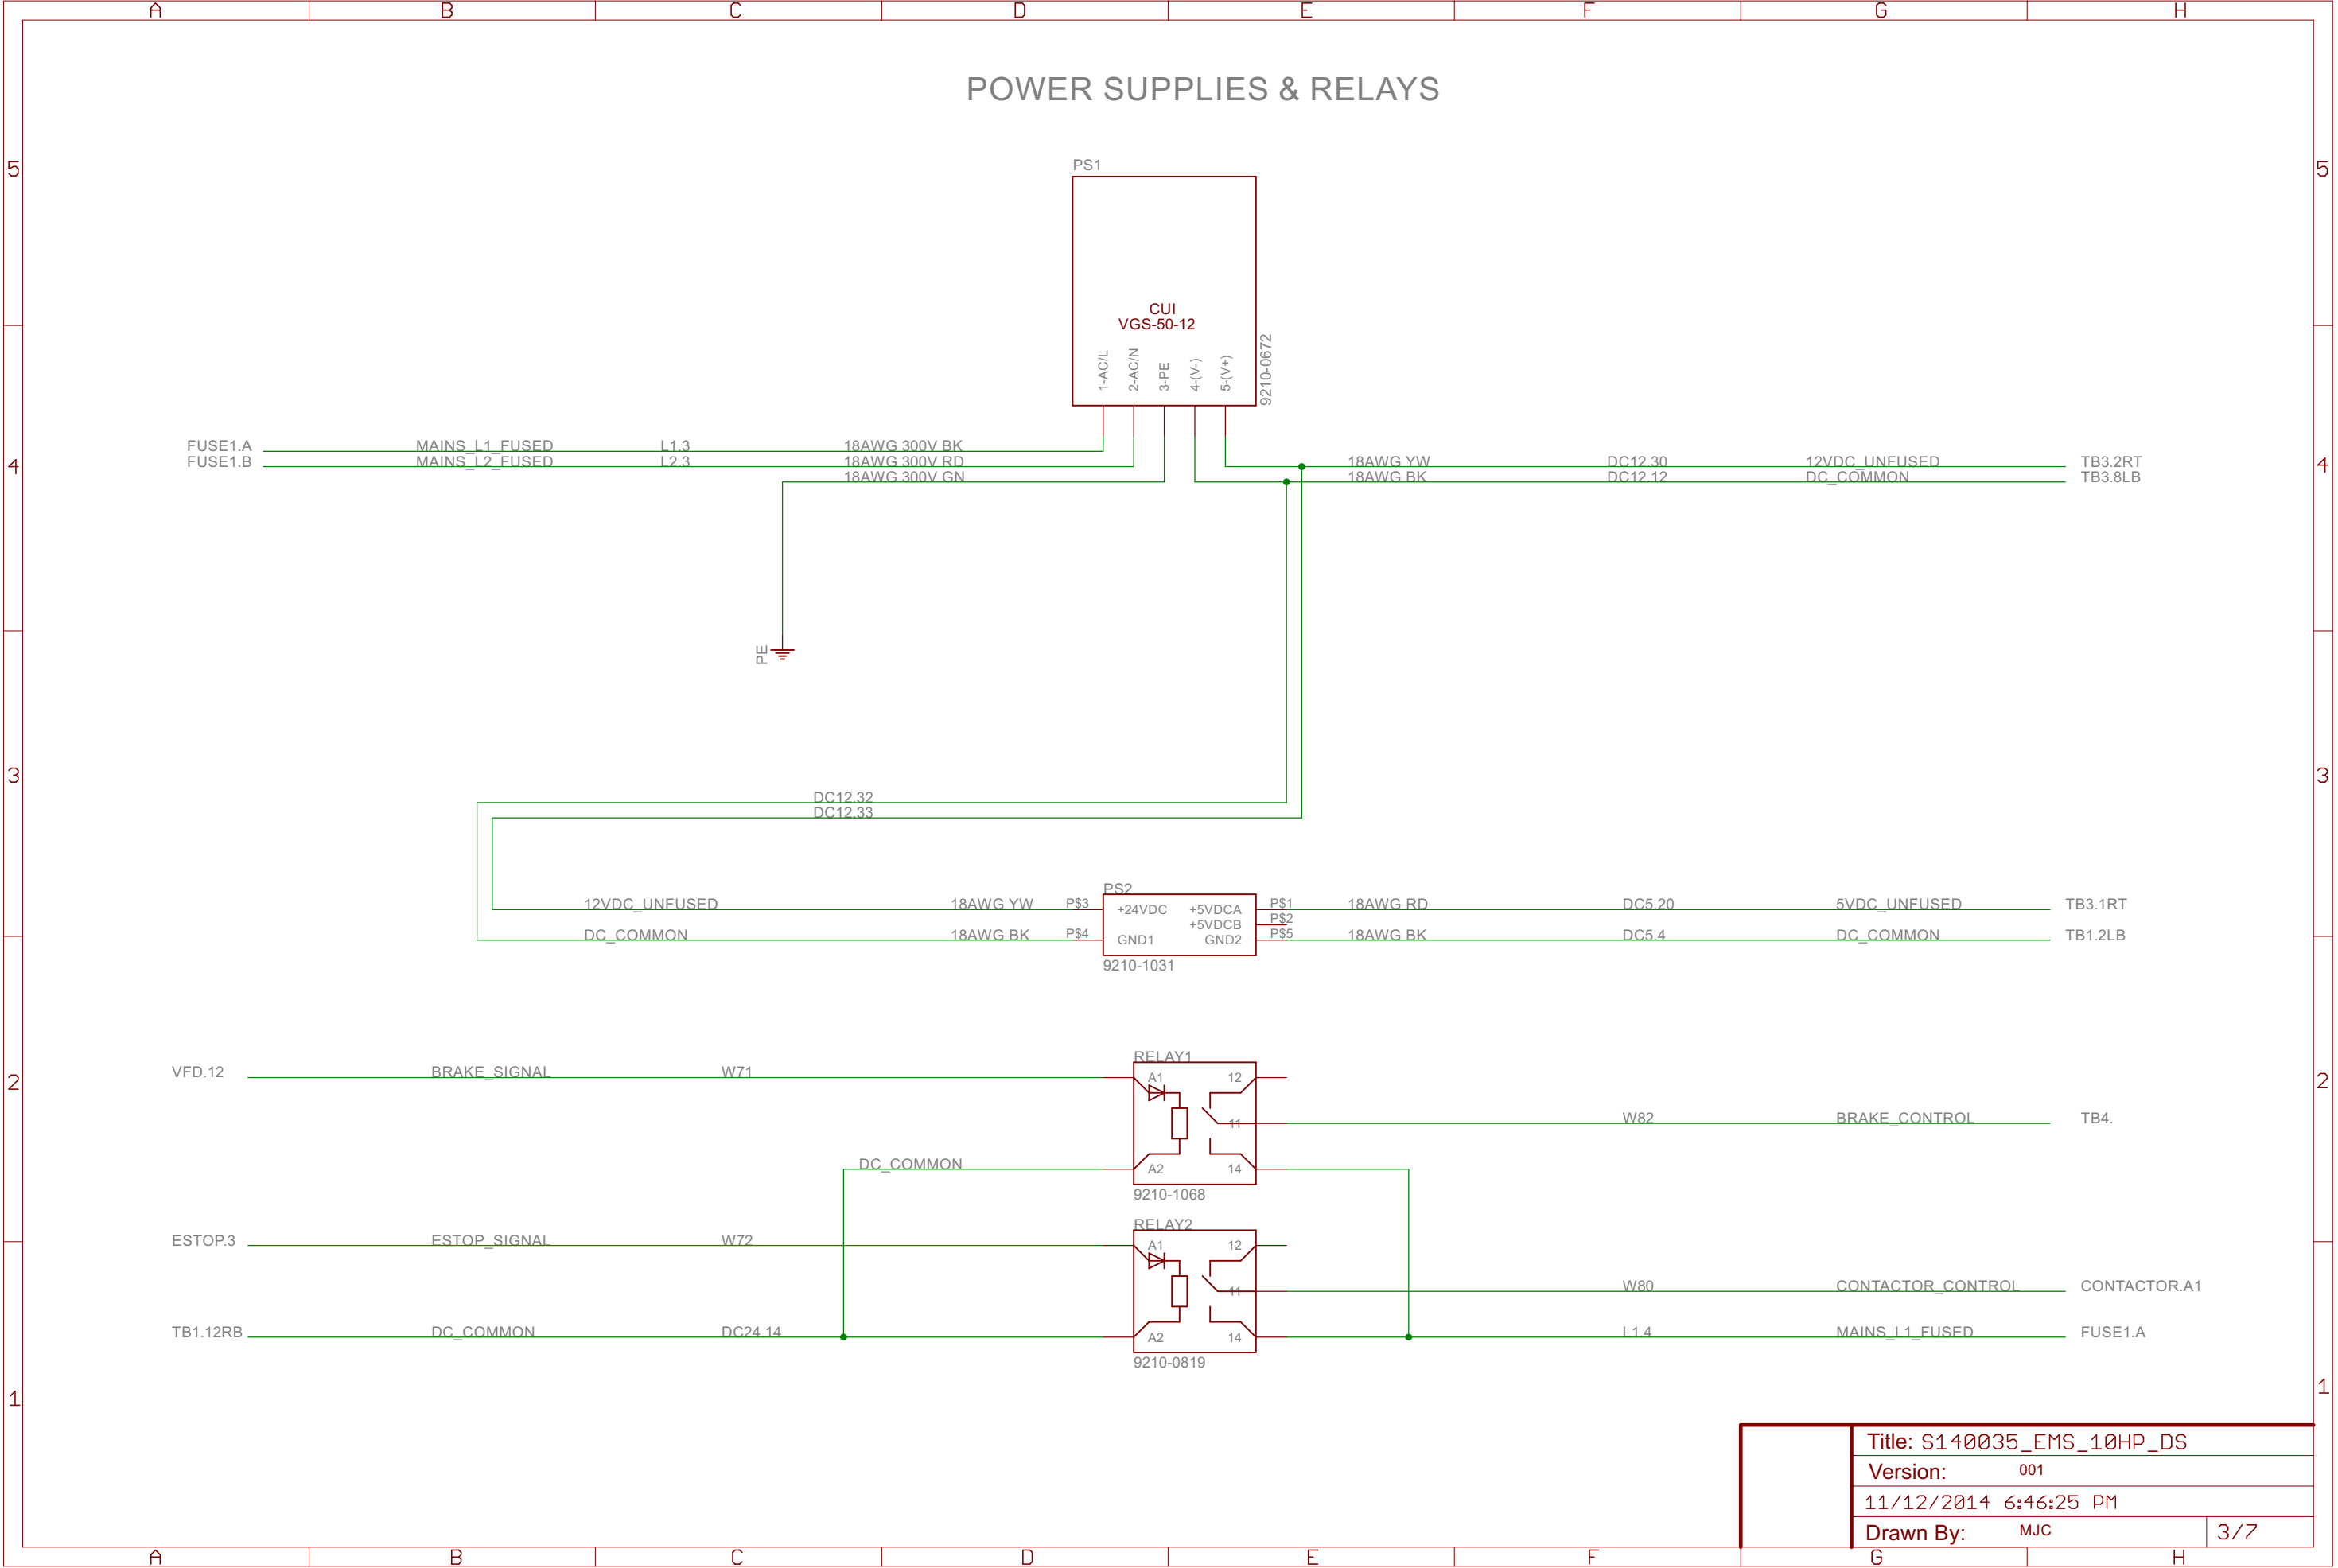 A B C D E F G H
POWER SUPPLIES & RELAYS
5 5
PS1
CUI
VGS-50-12
1-AC/L
2-AC/N
3-PE
4-(V-)
5-(V+)
9210-0672
FUSE1.A MAINS_L1_FUSED L1.3 18AWG 300V BK
FUSE1.B MAINS_L2_FUSED L2.3 18AWG 300V RD
18AWG 300V GN
18AWG YW DC12.30 12VDC_UNFUSED TB3.2RT
18AWG BK DC12.12 DC_COMMON TB3.8LB
4 4
PE
3 3
DC12.32
DC12.33
PS2
12VDC_UNFUSED 18AWG YW P$3 +24VDC +5VDCA P$1 18AWG RD DC5.20 5VDC_UNFUSED TB3.1RT
+5VDCB P$2
DC_COMMON 18AWG BK P$4 GND1 GND2 P$5 18AWG BK DC5.4 DC_COMMON TB1.2LB
9210-1031
RELAY1
VFD.12 BRAKE_SIGNAL W71 A1 12
2 2
11 W82 BRAKE_CONTROL TB4.
DC_COMMON A2 14
9210-1068
RELAY2
ESTOP.3 ESTOP_SIGNAL W72 A1 12
11 W80 CONTACTOR_CONTROL CONTACTOR.A1
TB1.12RB DC_COMMON DC24.14 A2 14 L1.4 MAINS_L1_FUSED FUSE1.A
9210-0819
1 1
Title: S140035_EMS_10HP_DS
Version: 001
11/12/2014 6:46:25 PM
Drawn By: MJC 3/7
A B C D E F G H